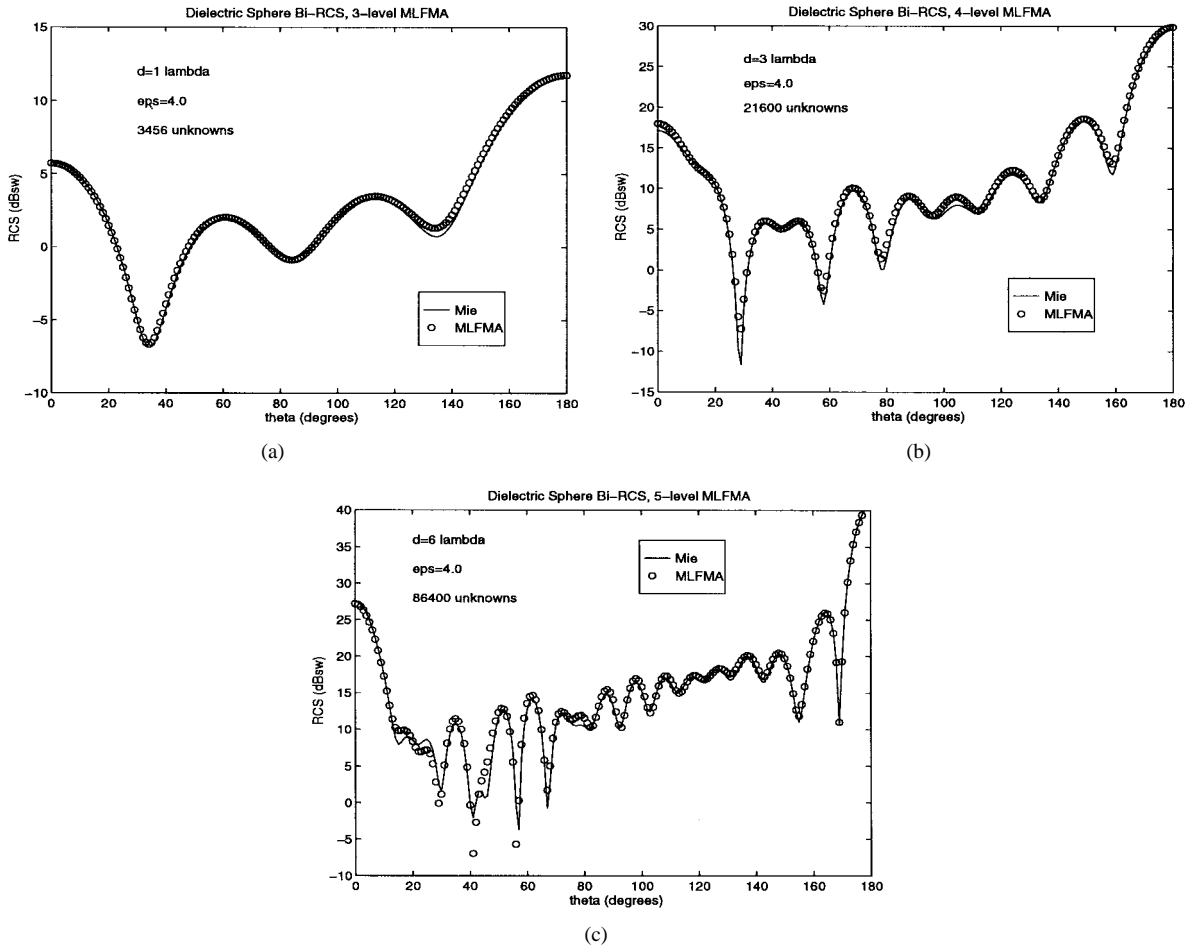 Dielectric Sphere Bi−RCS, 3−level MLFMA
15
10
5
0
−5
−10
RCS (dBsw)
d=1 lambda
eps=4.0
3456 unknowns
Mie
MLFMA
0 20 40 60 80 100 120 140 160 180
theta (degrees)
(a)
Dielectric Sphere Bi−RCS, 4−level MLFMA
30
25
20
15
10
5
0
−5
−10
−15
RCS (dBsw)
d=3 lambda
eps=4.0
21600 unknowns
Mie
MLFMA
0 20 40 60 80 100 120 140 160 180
theta (degrees)
(b)
Dielectric Sphere Bi−RCS, 5−level MLFMA
40
35
30
25
20
15
10
5
0
−5
−10
RCS (dBsw)
d=6 lambda
eps=4.0
86400 unknowns
Mie
MLFMA
0 20 40 60 80 100 120 140 160 180
theta (degrees)
(c)